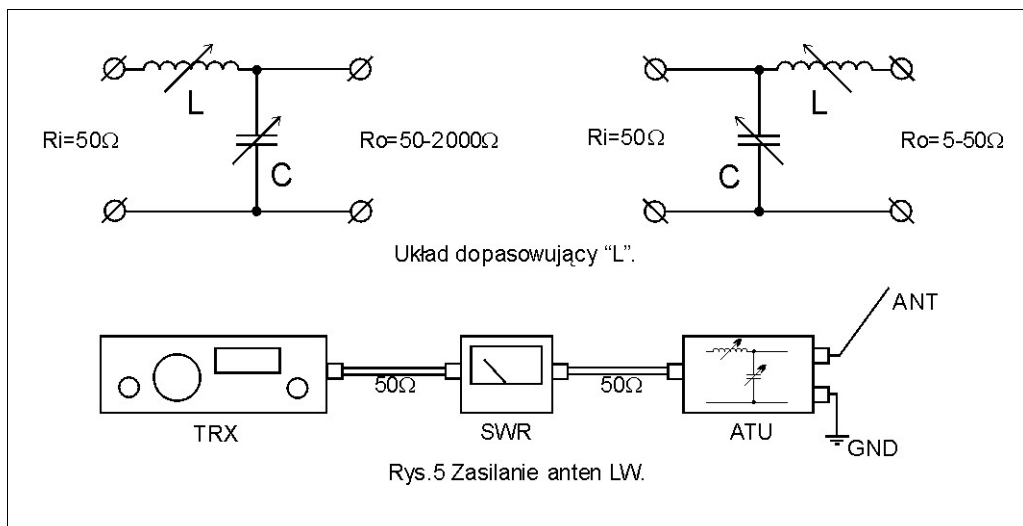 L
Ri=50Ω
C
Ro=50-2000Ω
L
Ri=50Ω
C
Ro=5-50Ω
Układ dopasowujący “L”.
ANT
50Ω
50Ω
TRX
SWR
ATU
GND
Rys.5 Zasilanie anten LW.